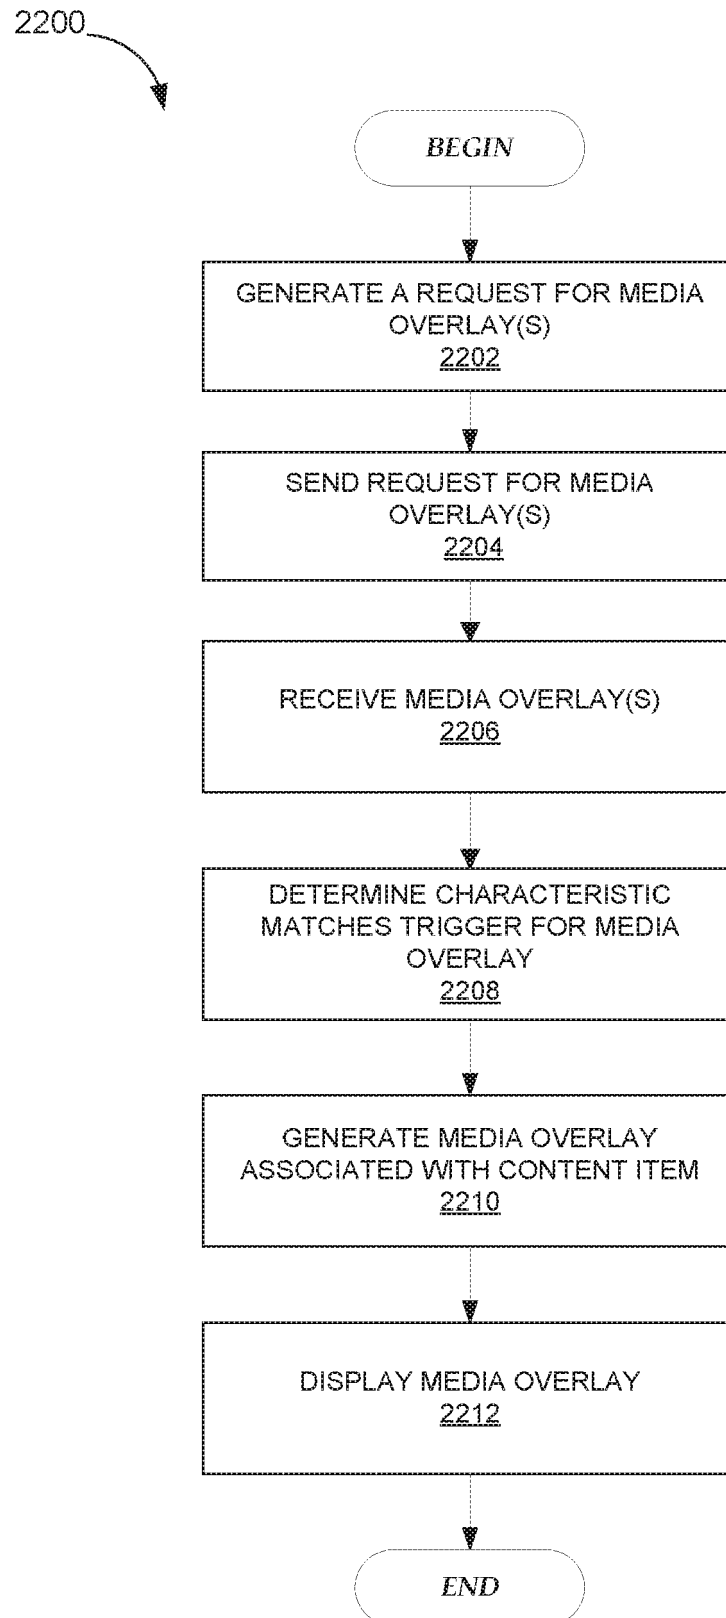 2200
BEGIN
GENERATE A REQUEST FOR MEDIA
OVERLAY(S)
2202
SEND REQUEST FOR MEDIA
OVERLAY(S)
2204
RECEIVE MEDIA OVERLAY(S)
2206
DETERMINE CHARACTERISTIC
MATCHES TRIGGER FOR MEDIA
OVERLAY
2208
GENERATE MEDIA OVERLAY
ASSOCIATED WITH CONTENT ITEM
2210
DISPLAY MEDIA OVERLAY
2212
END